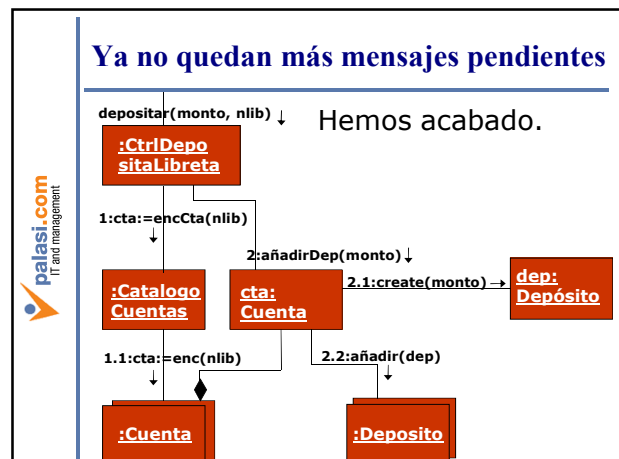 Ya no quedan más mensajes pendientes
depositar(monto, nlib)
Hemos acabado.
:CtrlDepo
sitaLibreta
1:cta:=encCta(nlib)
2:añadirDep(monto)
2.1:create(monto)
dep:
Depósito
:Catalogo
Cuentas
cta:
Cuenta
1.1:cta:=enc(nlib)
2.2:añadir(dep)
:Cuenta
:Deposito
palasi.com
IT and management